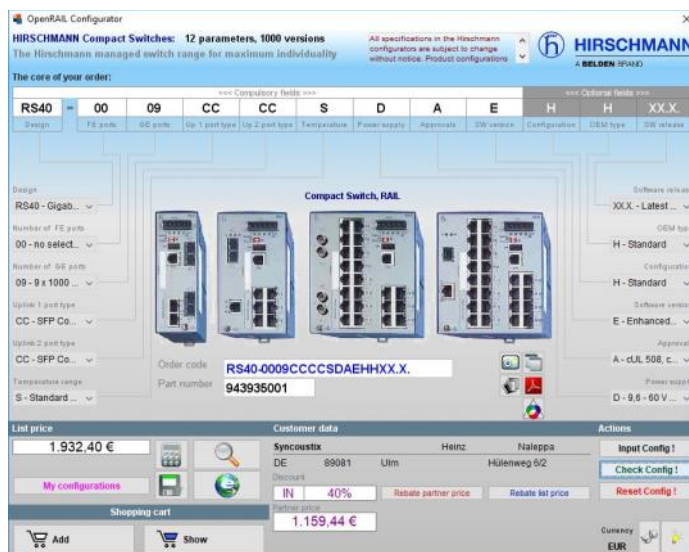 OpenRAIL Configurator
HIRSCHMANN Compact Switches: 12 parameters, 1000 versions
The Hirschmann managed switch range for maximum individuality
All specifications in the Hirschmann
configurators are subject to change
without notice. Product configurations
HIRSCHMANN
A BELDEN BRAND
The core of your order:
<<< Compulsory fields >>>
<<< Optional fields >>>
RS40 - 00 09 CC CC S D A E H H XX.X.
Design FE ports GE ports Up 1 port type Up 2 port type Temperature Power supply Approvals SW version Configuration OEM type SW release
Design
RS40 - Gigab...
Number of FE ports
00 - no select...
Number of GE ports
09 - 9 x 1000 ...
Uplink 1 port type
CC - SFP Co...
Uplink 2 port type
CC - SFP Co...
Temperature range
S - Standard ...
Compact Switch, RAIL
Software releas
XX.X. - Latest ...
OEM typ
H - Standard
Configuratio
H - Standard
Software versio
E - Enhanced...
Approval
A - cUL 508, c...
Power suppl
D - 9,6 - 60 V ...
Order code RS40-0009CCCCSDAEHHXX.X.
Part number 943935001
List price
1.932,40 €
My configurations
Shopping cart
Add
Show
Customer data
Syncoustix Heinz Naleppa
DE 89081 Ulm Hülenweg 6/2
Discount
IN 40%
Rebate partner price
Rebate list price
Partner price
1.159,44 €
Actions
Input Config !
Check Config !
Reset Config !
Currency
EUR